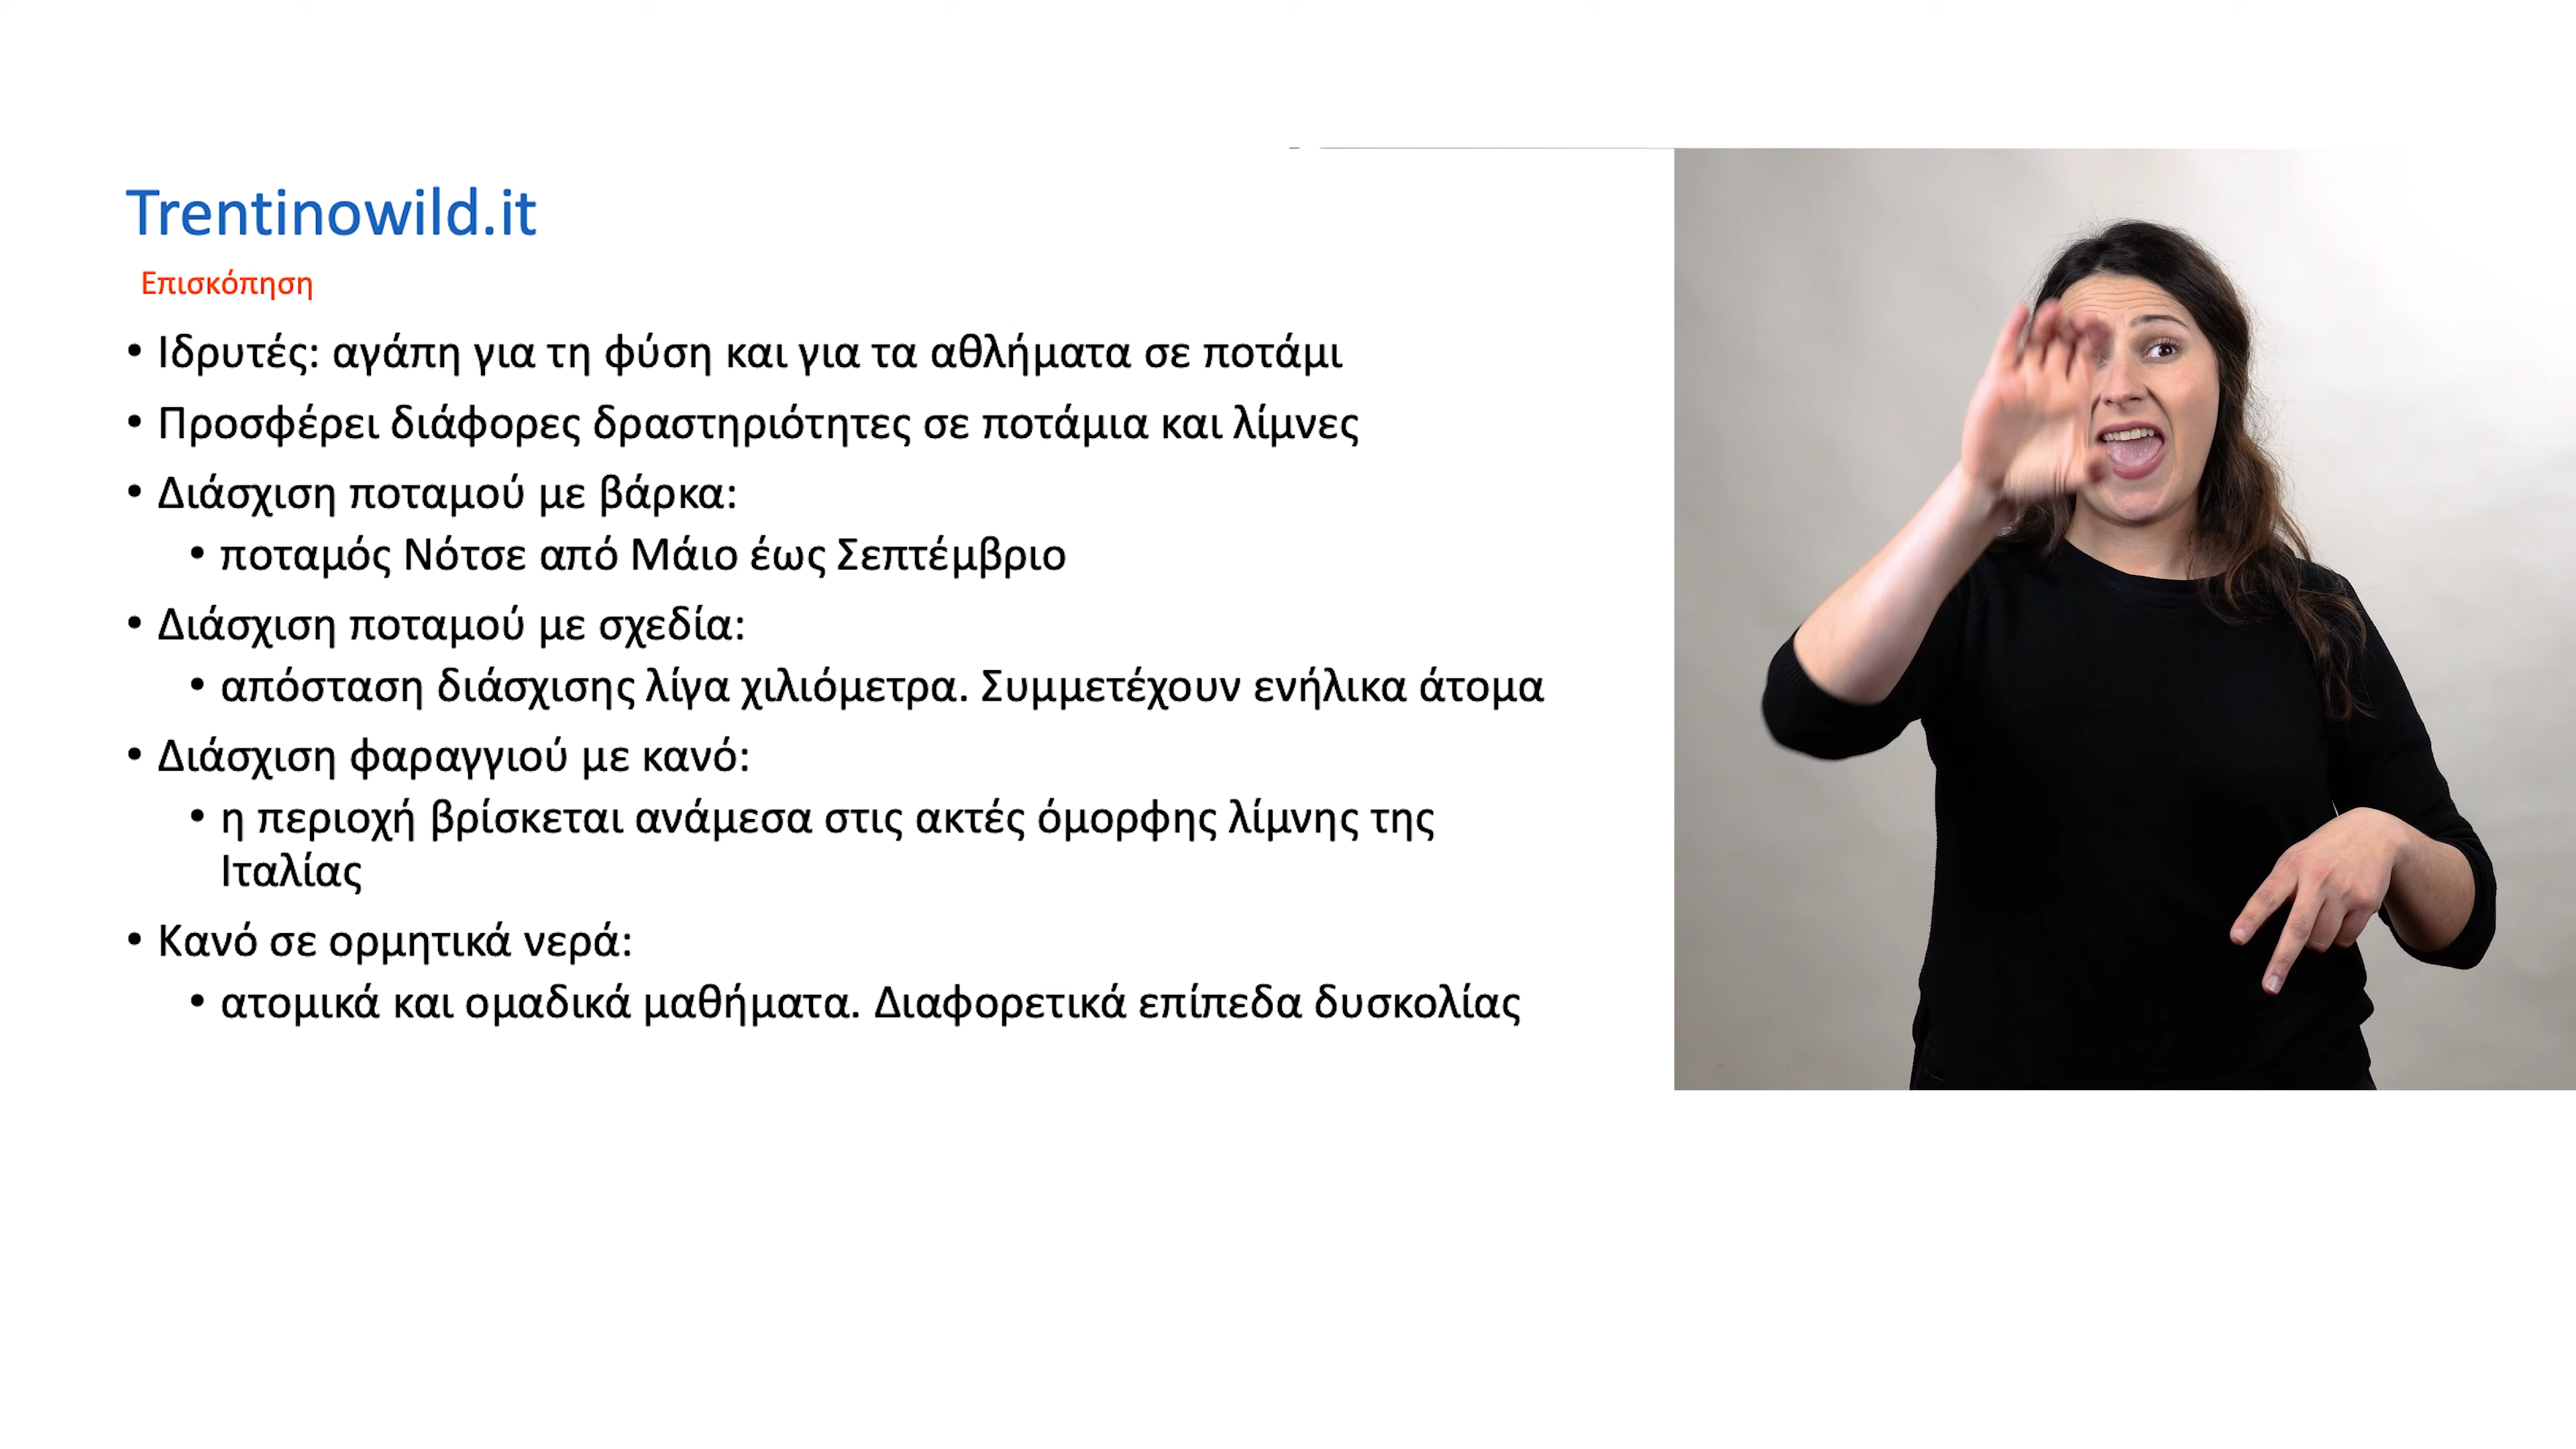 Trentinowild.it
Επισκόπηση
• Ιδρυτές: αγάπη για τη φύση και για τα αθλήματα σε ποτάμι
• Προσφέρει διάφορες δραστηριότητες σε ποτάμια και λίμνες
• Διάσχιση ποταμού με βάρκα:
• ποταμός Νότσε από Μάιο έως Σεπτέμβριο
• Διάσχιση ποταμού με σχεδία:
• απόσταση διάσχισης λίγα χιλιόμετρα. Συμμετέχουν ενήλικα άτομα
• Διάσχιση φαραγγιού με κανό:
• η περιοχή βρίσκεται ανάμεσα στις ακτές όμορφης λίμνης της
Ιταλίας
• Κανό σε ορμητικά νερά:
• ατομικά και ομαδικά μαθήματα. Διαφορετικά επίπεδα δυσκολίας